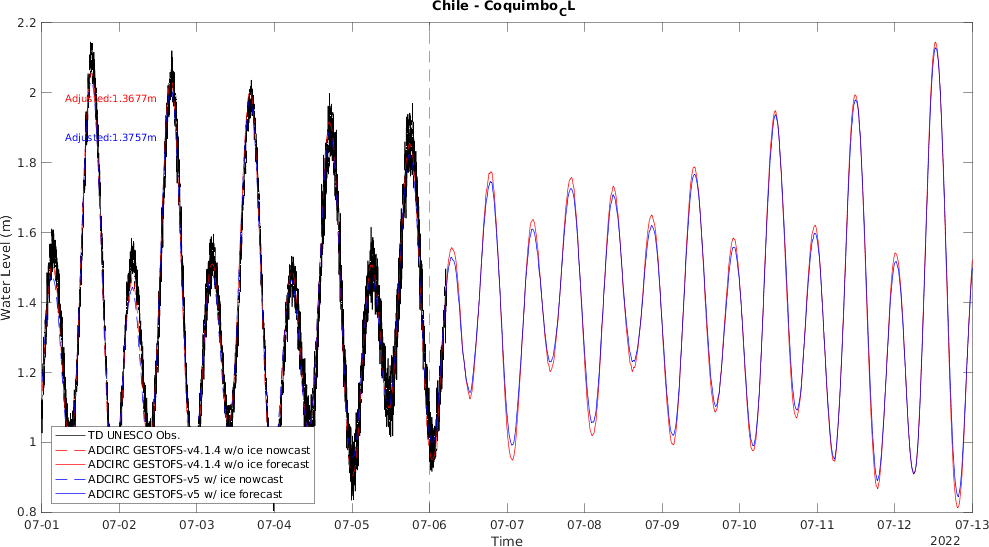 Chile - Coquimbo_CL
2.2
2
1.8
1.6
1.4
1.2
1
0.8
Water Level (m)
Adjusted:1.3677m
Adjusted:1.3757m
TD UNESCO Obs.
ADCIRC GESTOFS-v4.1.4 w/o ice nowcast
ADCIRC GESTOFS-v4.1.4 w/o ice forecast
ADCIRC GESTOFS-v5 w/ ice nowcast
ADCIRC GESTOFS-v5 w/ ice forecast
07-01 07-02 07-03 07-04 07-05 07-06 07-07 07-08 07-09 07-10 07-11 07-12 07-13
Time
2022